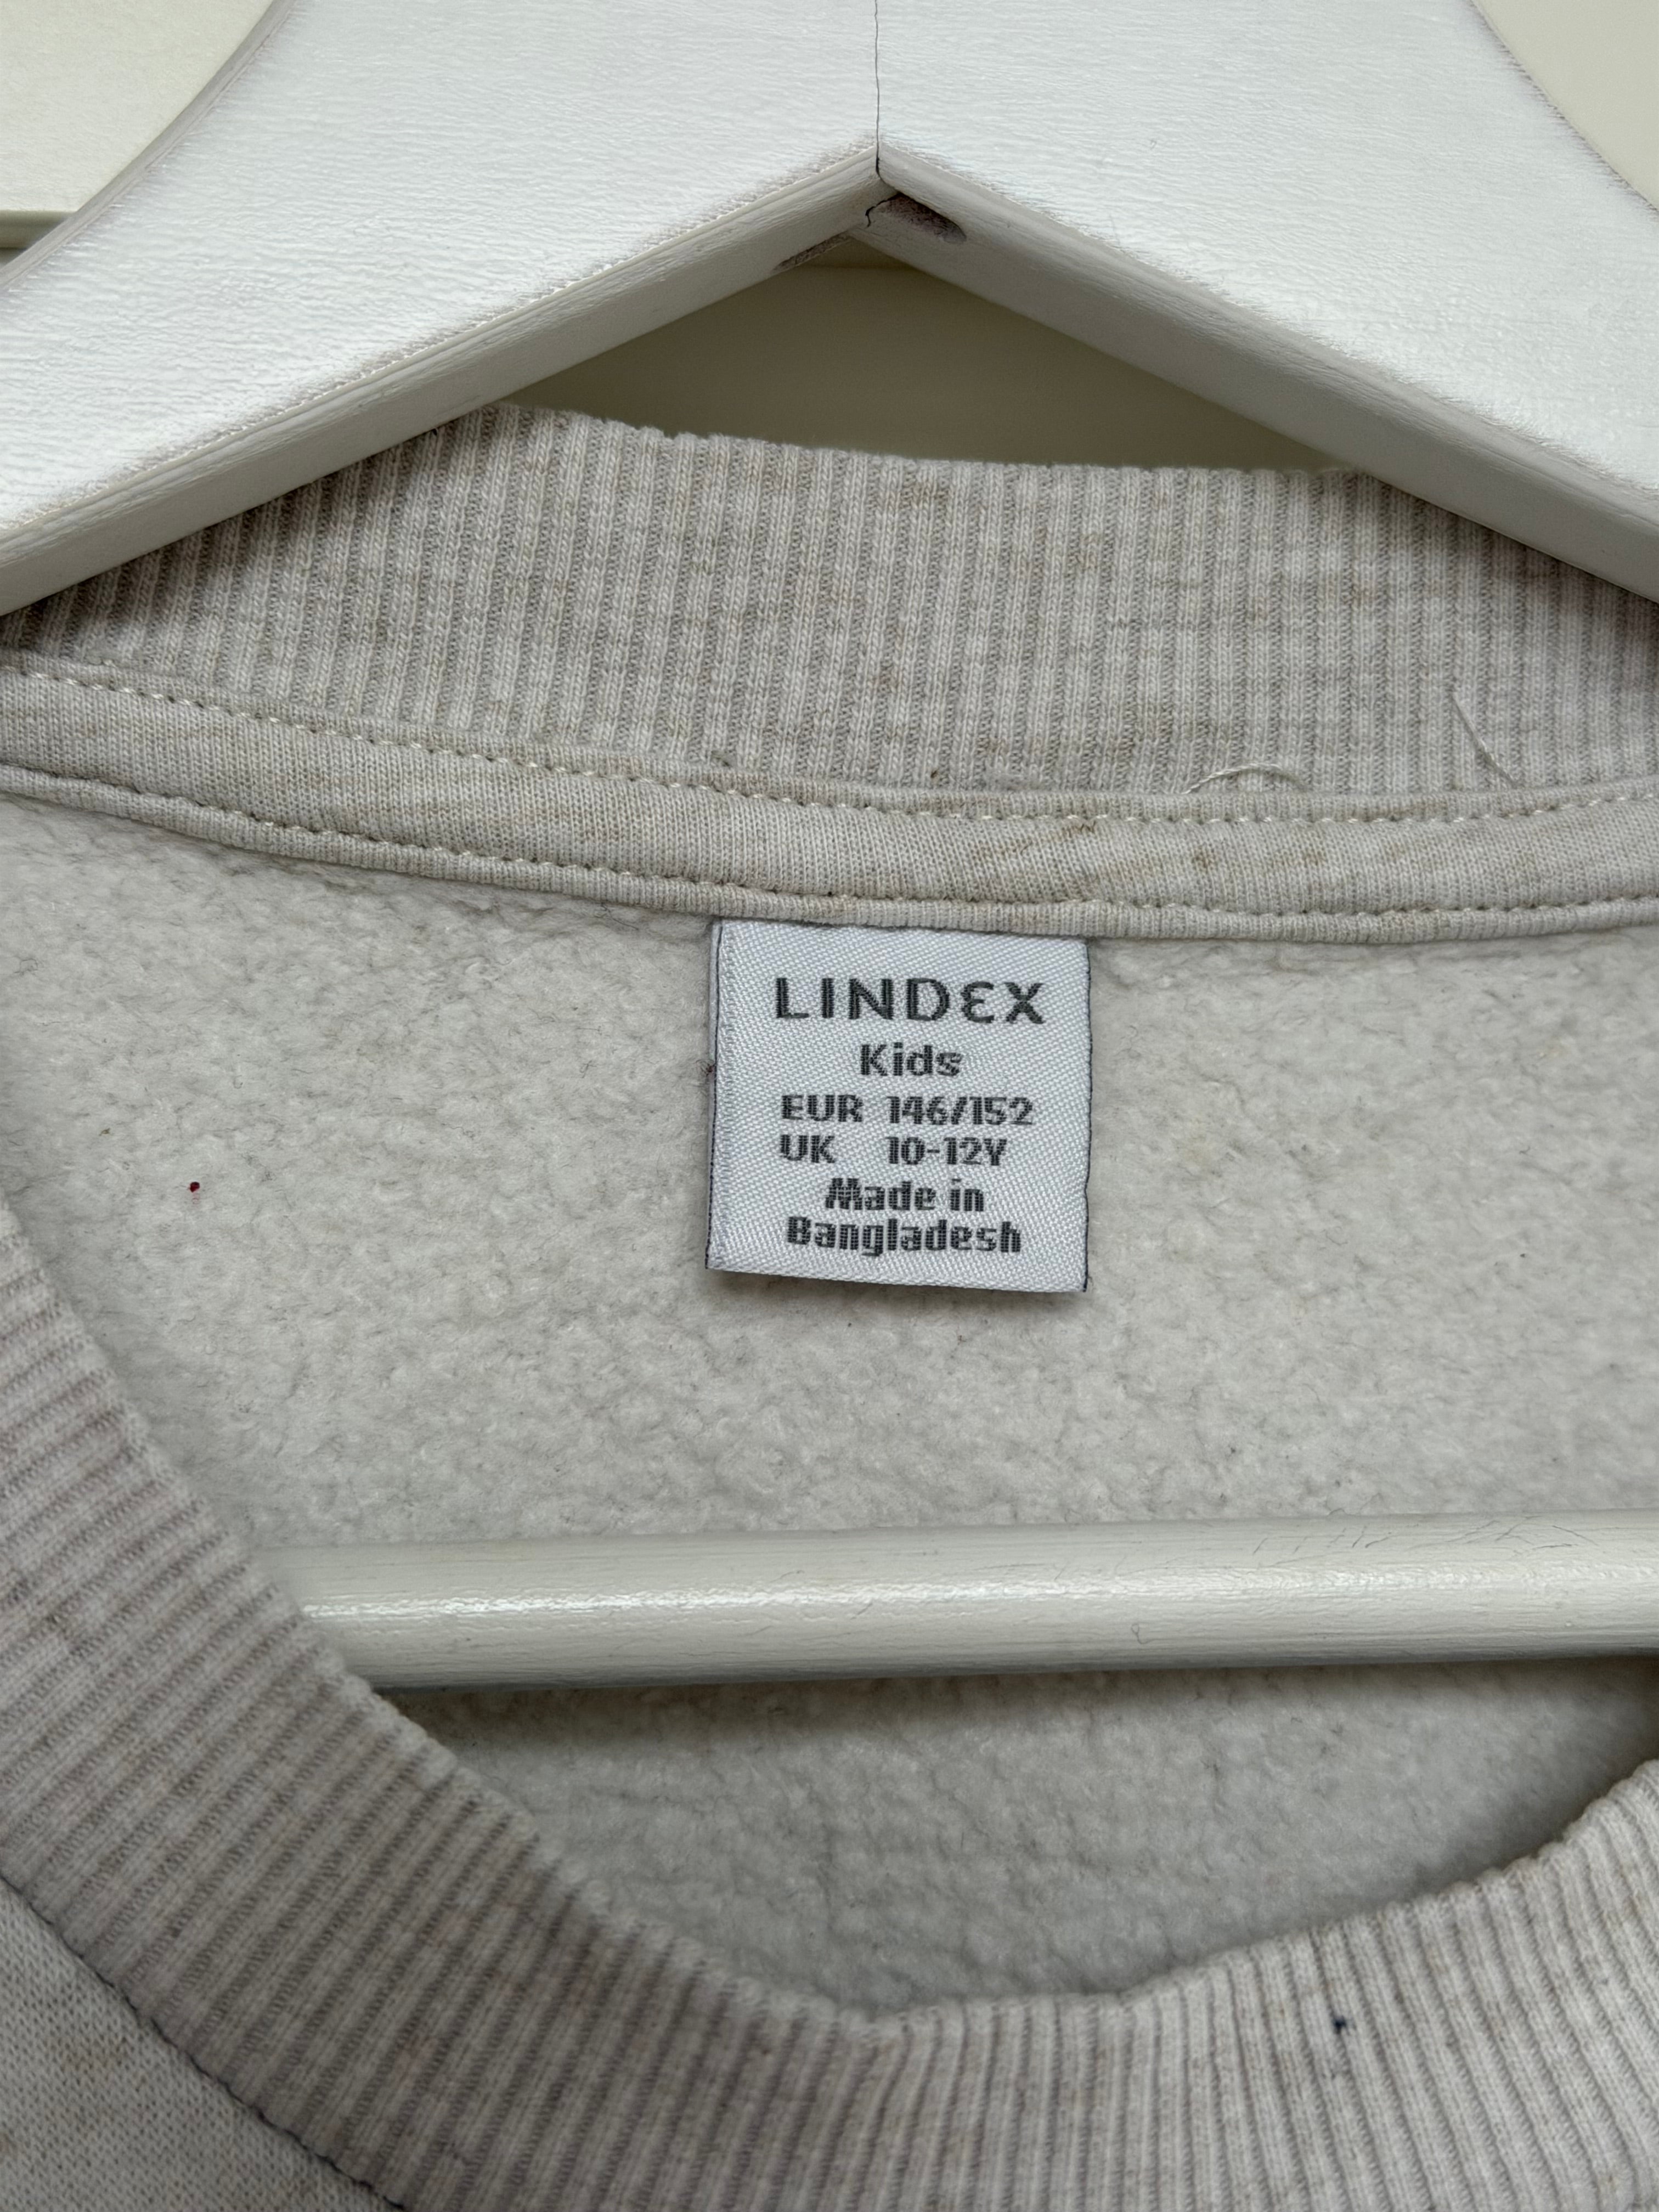 LINDEX
Kids
EUR 146/152
UK 10-12Y
Made in
Bangladesh